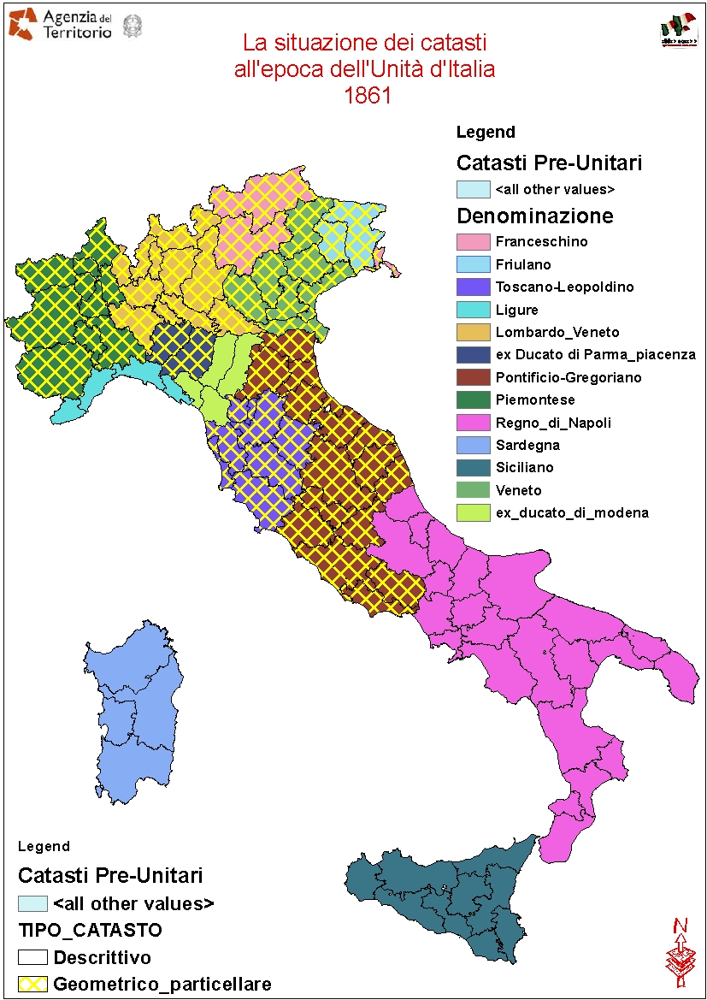 Agenzia del
Territorio
La situazione dei catasti
all'epoca dell'Unità d'Italia
1861
Legend
Catasti Pre-Unitari
<all other values>
Denominazione
Franceschino
Friulano
Toscano-Leopoldino
Ligure
Lombardo_Veneto
ex Ducato di Parma_piacenza
Pontificio-Gregoriano
Piemontese
Regno_di_Napoli
Sardegna
Siciliano
Veneto
ex_ducato_di_modena
Legend
Catasti Pre-Unitari
<all other values>
TIPO_CATASTO
Descrittivo
Geometrico_particellare
N